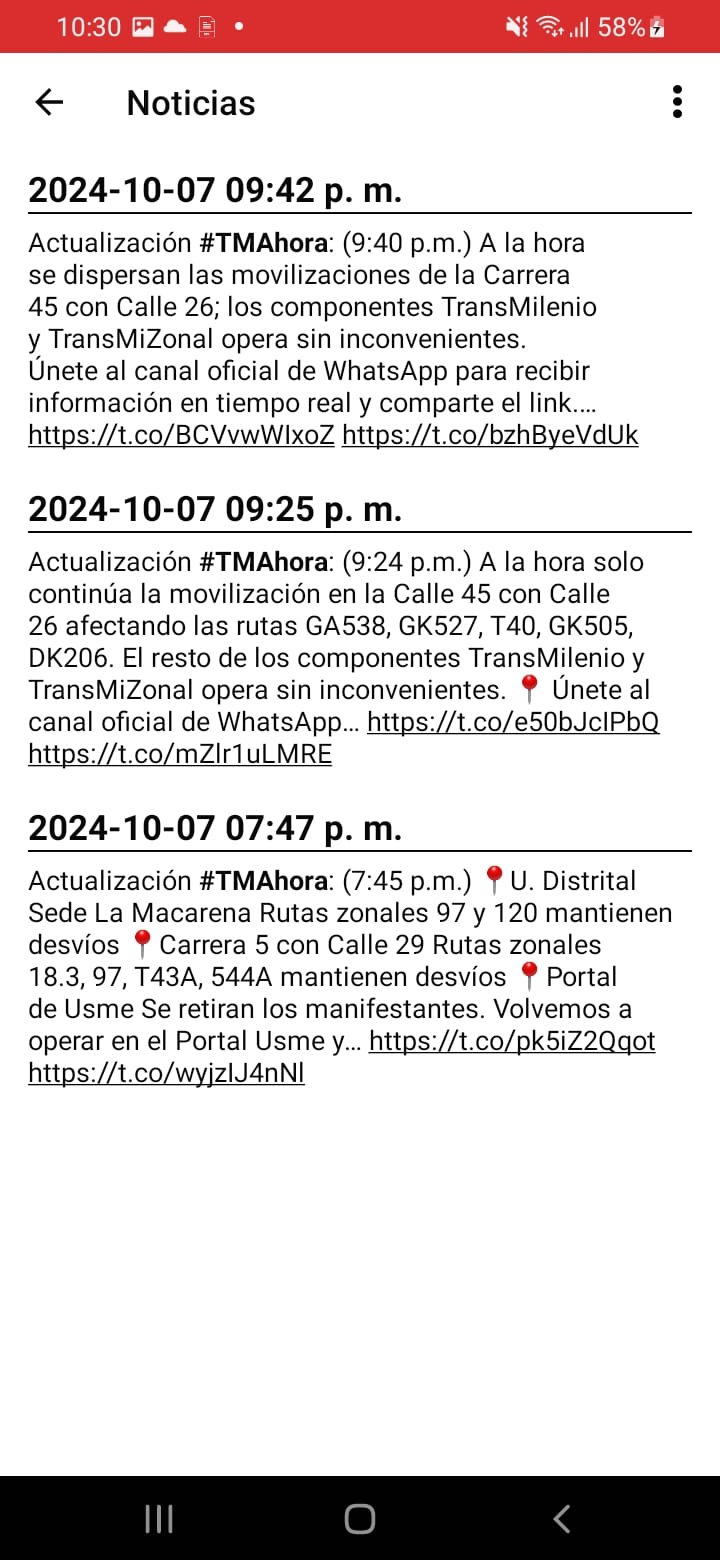 10:30
58%
Noticias
2024-10-07 09:42 p. m.
Actualización #TMAhora: (9:40 p.m.) A la hora
se dispersan las movilizaciones de la Carrera
45 con Calle 26; los componentes TransMilenio
y TransMiZonal opera sin inconvenientes.
Únete al canal oficial de WhatsApp para recibir
información en tiempo real y comparte el link....
https://t.co/BCVvwWIxoZ https://t.co/bzhByeVdUk
2024-10-07 09:25 p. m.
Actualización #TMAhora: (9:24 p.m.) A la hora solo
continúa la movilización en la Calle 45 con Calle
26 afectando las rutas GA538, GK527, T40, GK505,
DK206. El resto de los componentes TransMilenio y
TransMiZonal opera sin inconvenientes. 📍 Únete al
canal oficial de WhatsApp... https://t.co/e50bJcIPbQ
https://t.co/mZlr1uLMRE
2024-10-07 07:47 p. m.
Actualización #TMAhora: (7:45 p.m.) 📍U. Distrital
Sede La Macarena Rutas zonales 97 y 120 mantienen
desvíos 📍Carrera 5 con Calle 29 Rutas zonales
18.3, 97, T43A, 544A mantienen desvíos 📍Portal
de Usme Se retiran los manifestantes. Volvemos a
operar en el Portal Usme y... https://t.co/pk5iZ2Qqot
https://t.co/wyjzIJ4nNl